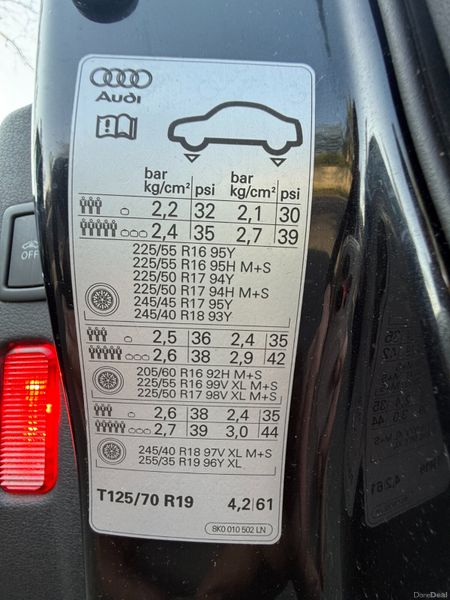 Audi
bar psi bar psi
kg/cm² kg/cm²
2,2 32 2,1 30
2,4 35 2,7 39
225/55 R16 95Y
225/55 R16 95H M+S
225/50 R17 94Y
225/50 R17 94H M+S
245/45 R17 95Y
245/40 R18 93Y
2,5 36 2,4 35
2,6 38 2,9 42
205/60 R16 92H M+S
225/55 R16 99V XL M+S
225/50 R17 98V XL M+S
2,6 38 2,4 35
2,7 39 3,0 44
245/40 R18 97V XL M+S
255/35 R19 96Y XL
T125/70 R19 4,2 61
8K0 010 502 LN
OFF
DoneDeal